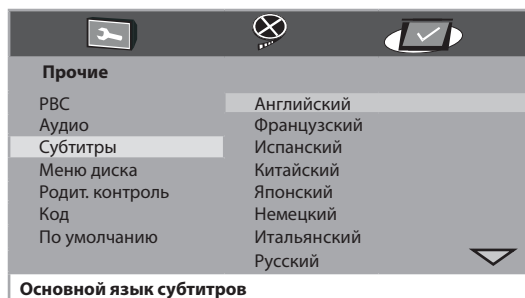 Прочие
PBC
Аудио
Субтитры
Меню диска
Родит. контроль
Код
По умолчанию
Английский
Французский
Испанский
Китайский
Японский
Немецкий
Итальянский
Русский
Основной язык субтитров